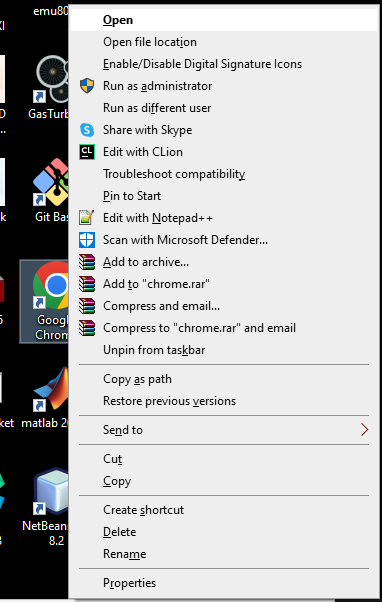 emu80
GasTurb
Git Bas
Google
Chrom
matlab 2
NetBeans
8.2
Open
Open file location
Enable/Disable Digital Signature Icons
Run as administrator
Run as different user
Share with Skype
CL
Edit with CLion
Troubleshoot compatibility
Pin to Start
Edit with Notepad++
Scan with Microsoft Defender...
Add to archive...
Add to "chrome.rar"
Compress and email...
Compress to "chrome.rar" and email
Unpin from taskbar
Copy as path
Restore previous versions
Send to
Cut
Copy
Create shortcut
Delete
Rename
Properties